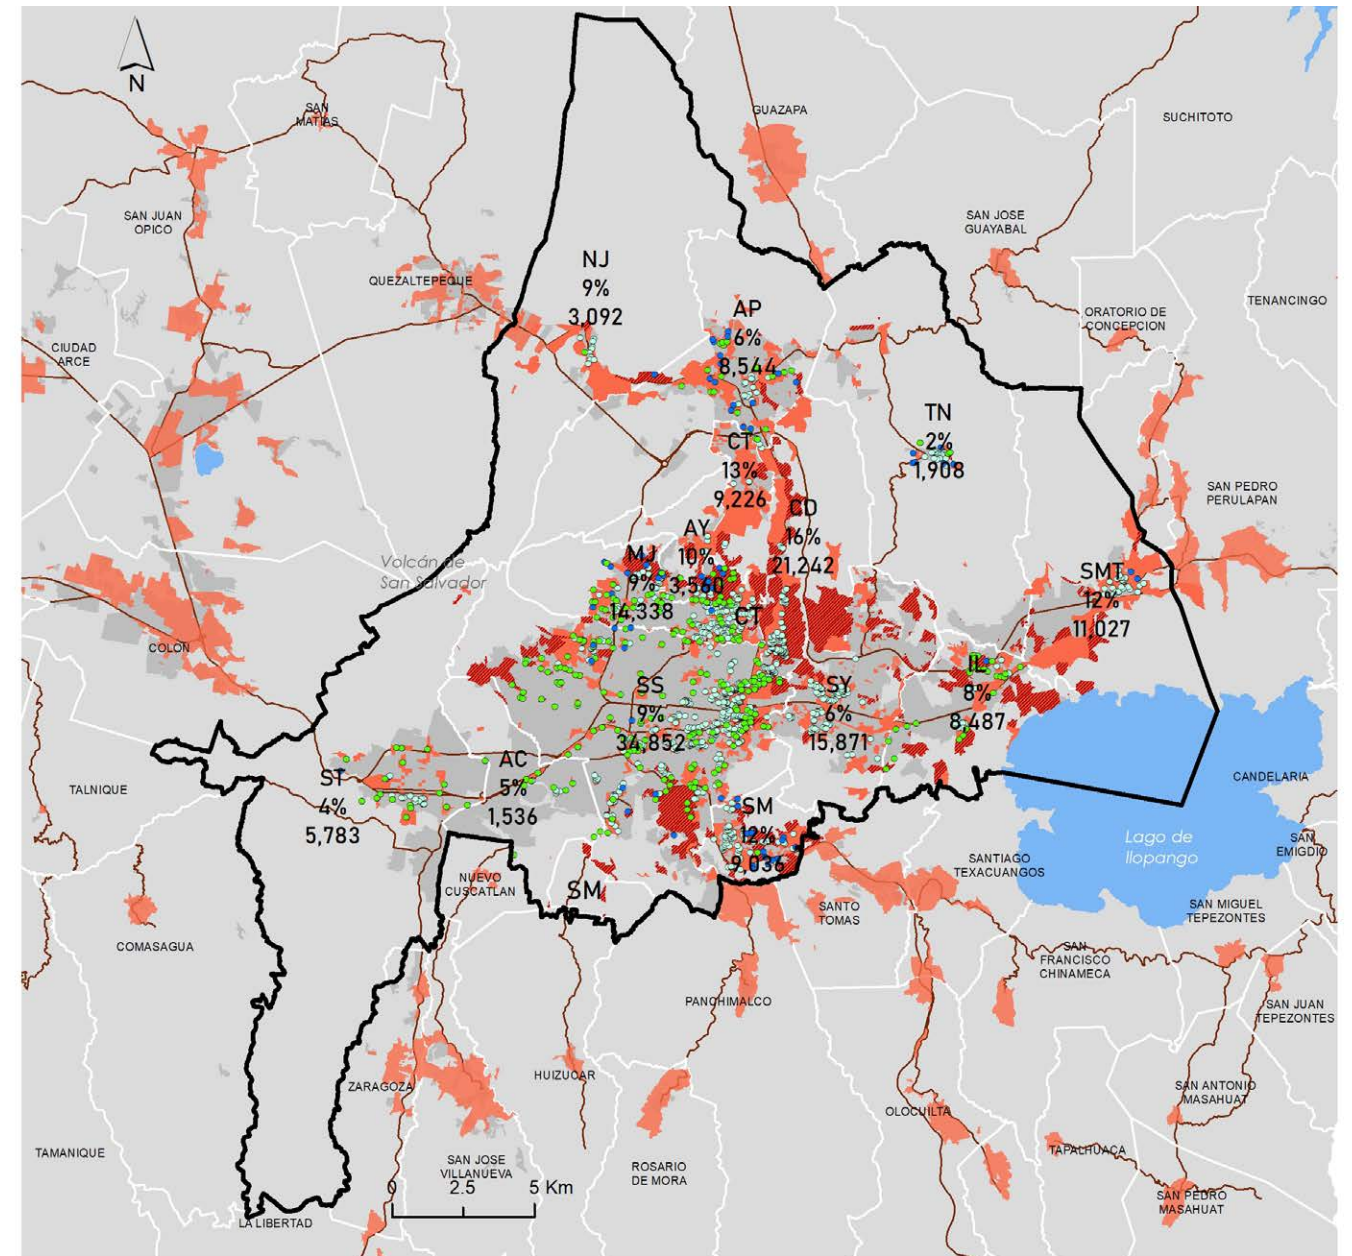 N
SAN
MATIAS
GUAZAPA
SUCHITOTO
SAN JUAN
OPICO
SAN JOSE
GUAYABAL
QUEZALTEPEQUE
NJ
9%
3,092
TENANCINGO
AP
6%
8,544
ORATORIO DE
CONCEPCION
CIUDAD
ARCE
TN
2%
1,908
CT
13%
9,226
SAN PEDRO
PERULAPAN
CD
16%
21,242
AY
10%
3,560
Volcán de
San Salvador
MJ
9%
14,338
SMT
12%
11,027
CT
COLON
IL
8%
8,487
SS
9%
34,852
SY
6%
15,871
AC
5%
1,536
ST
4%
5,783
CANDELARIA
TALNIQUE
SM
12%
9,036
Lago de
Ilopango
SAN
EMIGDIO
SANTIAGO
TEXACUANGOS
NUEVO
CUSCATLAN
SM
SANTO
TOMAS
SAN MIGUEL
TEPEZONTES
COMASAGUA
SAN
FRANCISCO
CHINAMECA
PANCHIMALCO
SAN JUAN
TEPEZONTES
ZARAGOZA
HUIZUCAR
SAN ANTONIO
MASAHUAT
OLOCUILTA
TAMANIQUE
TAPALHUACA
SAN JOSE
VILLANUEVA
ROSARIO
DE MORA
0 2.5 5 Km
SAN PEDRO
MASAHUAT
LA LIBERTAD